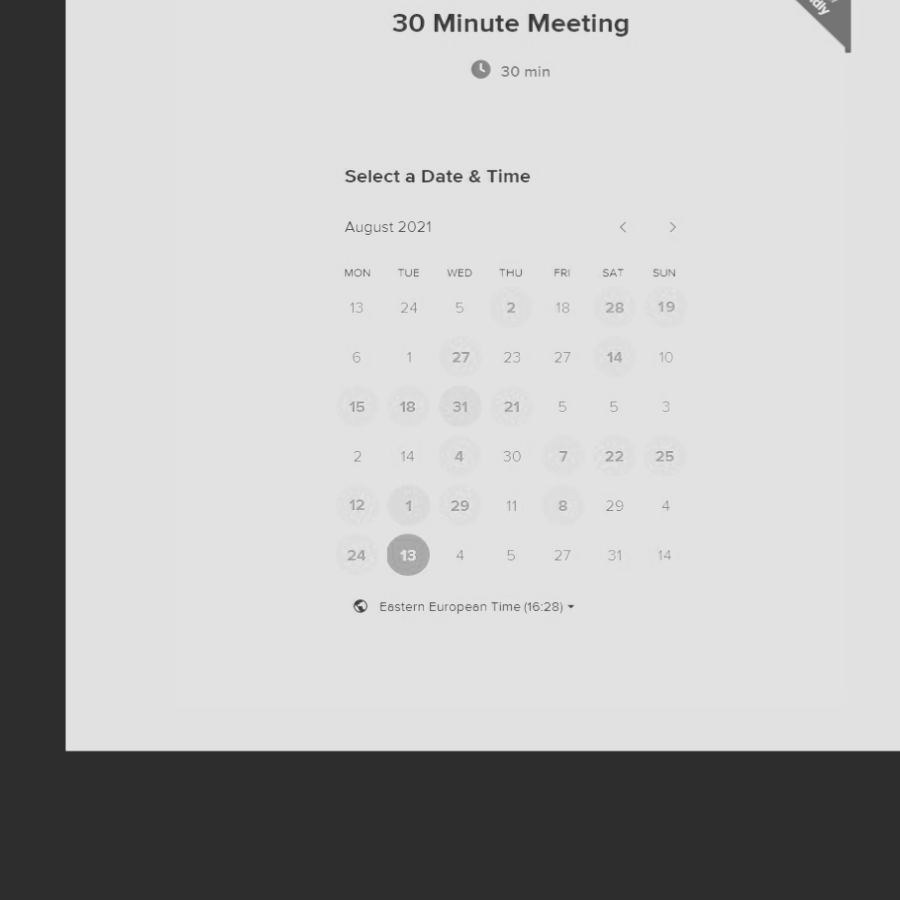 30 Minute Meeting
30 min
Select a Date & Time
August 2021
MON TUE WED THU FRI SAT SUN
13 24 5 2 18 28 19
6 1 27 23 27 14 10
15 18 31 21 5 5 3
2 14 4 30 7 22 25
12 1 29 11 8 29 4
24 13 4 5 27 31 14
Eastern European Time (16:28)